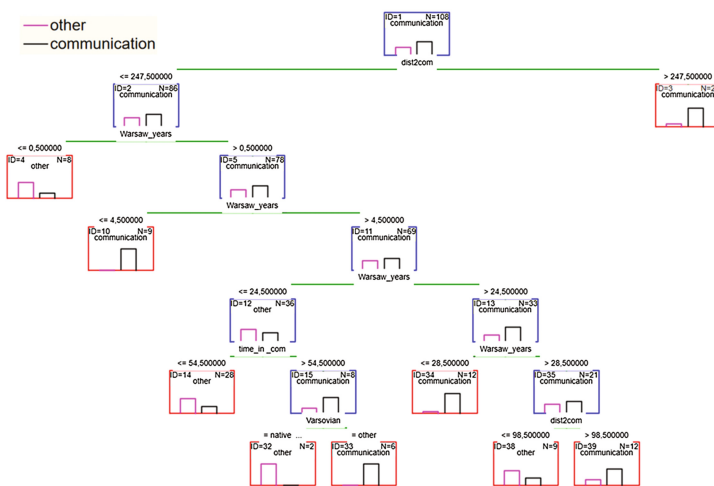 other
communication
ID=1 N=108
communication
dist2com
<= 247,500000
> 247,500000
ID=2 N=86
communication
Warsaw_years
ID=3 N=2
communication
<= 0,500000
> 0,500000
ID=4 N=8
other
ID=5 N=78
communication
Warsaw_years
<= 4,500000
> 4,500000
ID=10 N=9
communication
ID=11 N=69
communication
Warsaw_years
<= 24,500000
> 24,500000
ID=12 N=36
other
time_in _com
ID=13 N=33
communication
Warsaw_years
<= 54,500000
> 54,500000
<= 28,500000
> 28,500000
ID=14 N=28
other
ID=15 N=8
communication
Varsovian
ID=34 N=12
communication
ID=35 N=21
communication
dist2com
= native ...
= other
<= 98,500000
> 98,500000
ID=32 N=2
other
ID=33 N=6
communication
ID=38 N=9
other
ID=39 N=12
communication